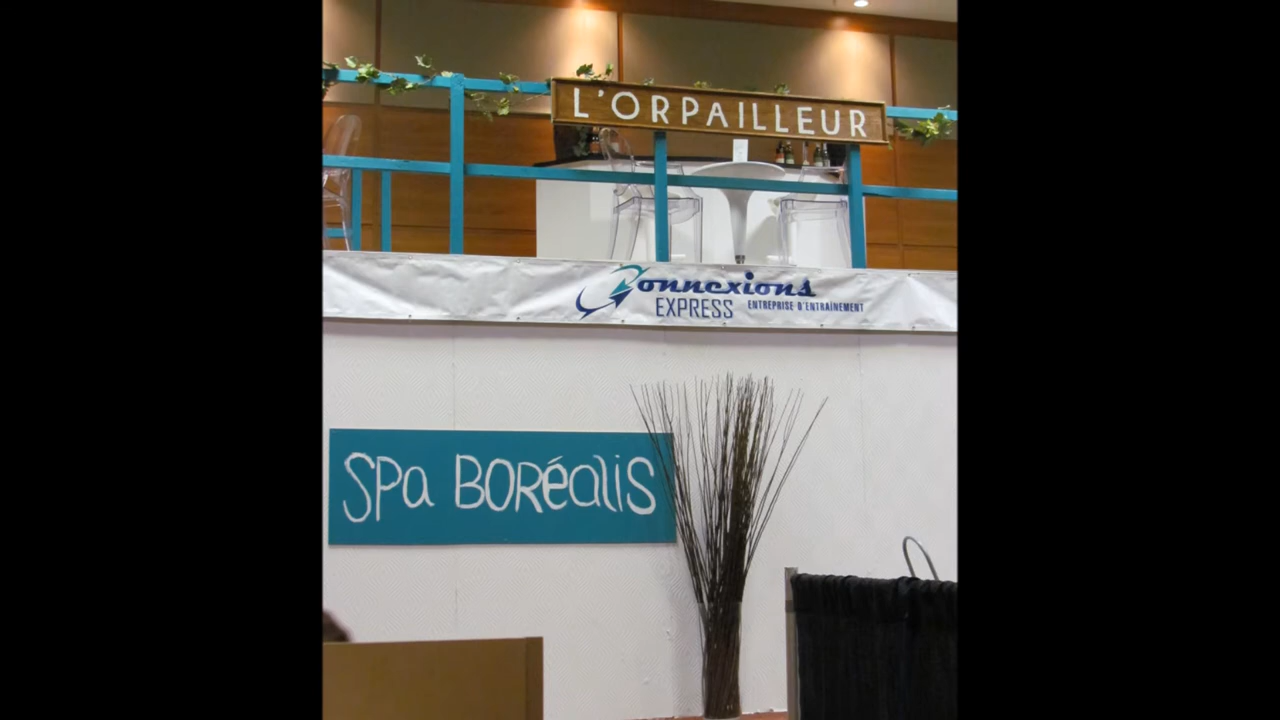 L'ORPAILLEUR
Connexions
EXPRESS ENTREPRISE D'ENTRAÎNEMENT
SPa BORéaliS